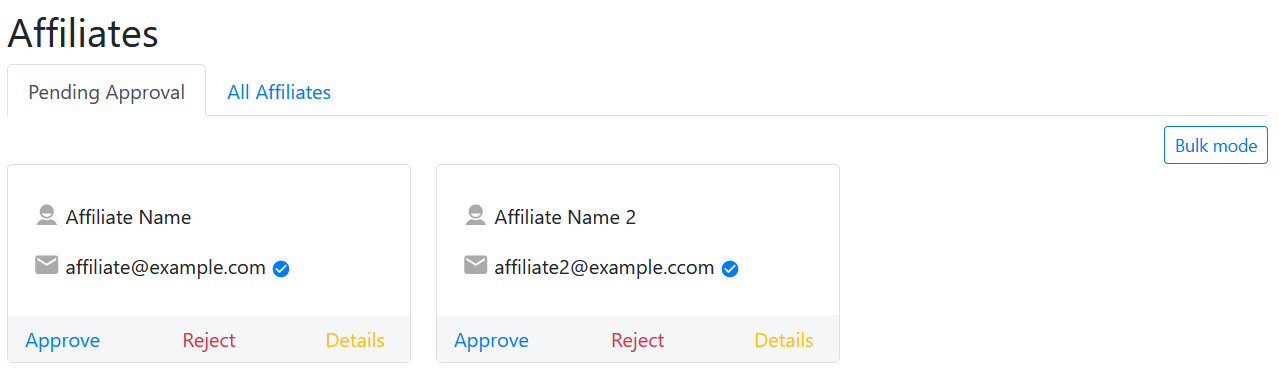 Affiliates
Pending Approval All Affiliates
Bulk mode
Affiliate Name
affiliate@example.com
Approve Reject Details
Affiliate Name 2
affiliate2@example.ccom
Approve Reject Details